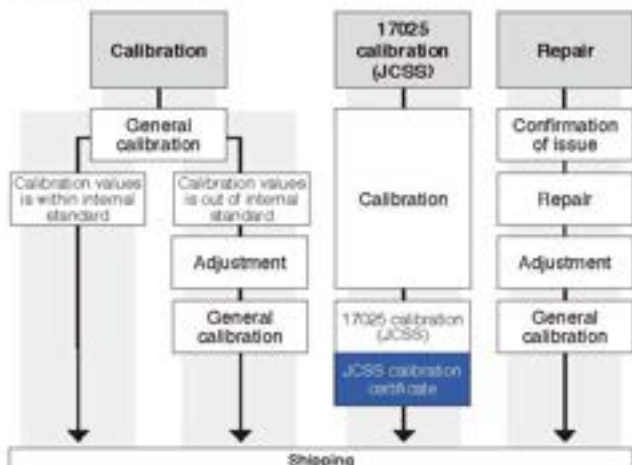 Calibration
17025
calibration
(JCSS)
Repair
General
calibration
Calibration values
is within internal
standard
Calibration values
is out of internal
standard
Adjustment
General
calibration
Calibration
17025 calibration
(JCSS)
JCSS calibration
certificate
Confirmation
of issue
Repair
Adjustment
General
calibration
Shipping